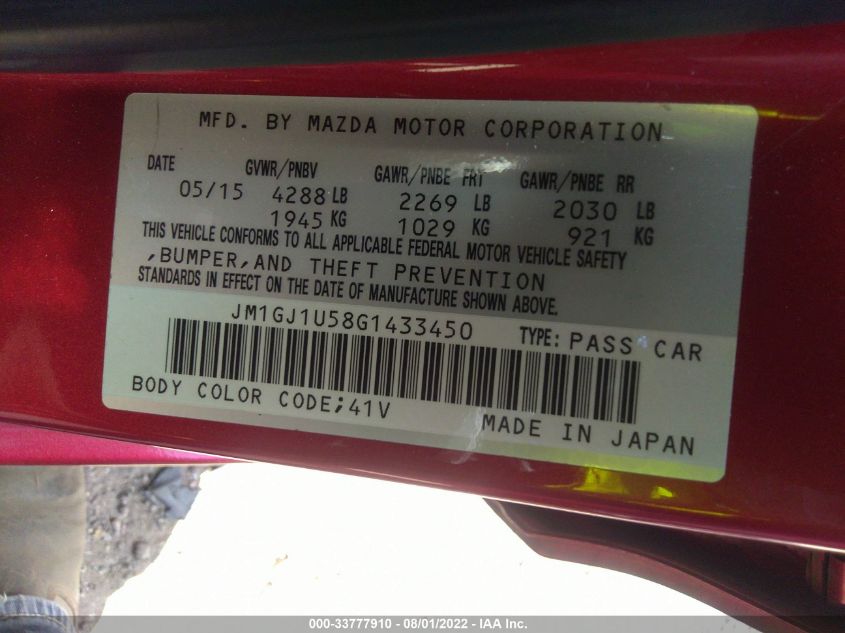 MFD. BY MAZDA MOTOR CORPORATION
DATE GVWR/PNBV GAWR/PNBE FRT GAWR/PNBE RR
05/15 4288 LB 2269 LB 2030 LB
1945 KG 1029 KG 921 KG
THIS VEHICLE CONFORMS TO ALL APPLICABLE FEDERAL MOTOR VEHICLE SAFETY
,BUMPER,AND THEFT PREVENTION
STANDARDS IN EFFECT ON THE DATE OF MANUFACTURE SHOWN ABOVE.
JM1GJ1U58G1433450 TYPE: PASS CAR
BODY COLOR CODE;41V
MADE IN JAPAN
000-33777910 - 08/01/2022 - IAA Inc.